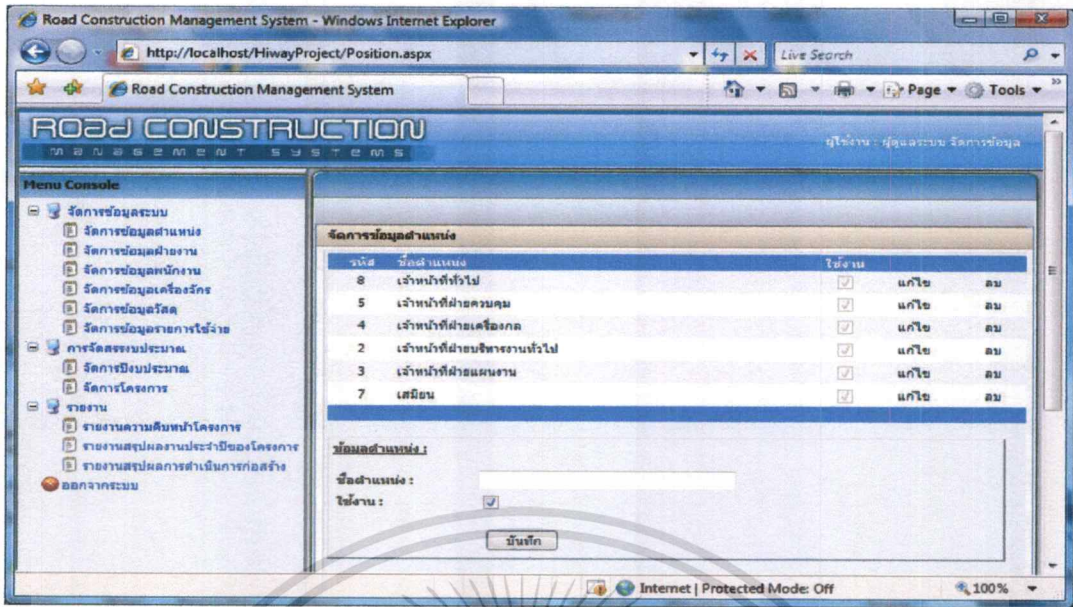 Road Construction Management System - Windows Internet Explorer
http://localhost/HiwayProject/Position.aspx
Live Search
Road Construction Management System
Page
Tools
ROAD CONSTRUCTION
MANAGEMENT SYSTEMS
ผู้ใช้งาน : ผู้ดูแลระบบ จัดการข้อมูล
Menu Console
จัดการข้อมูลระบบ
จัดการข้อมูลตำแหน่ง
จัดการข้อมูลฝ่ายงาน
จัดการข้อมูลพนักงาน
จัดการข้อมูลเครื่องจักร
จัดการข้อมูลวัสดุ
จัดการข้อมูลรายการใช้จ่าย
การจัดสรรงบประมาณ
จัดการปีงบประมาณ
จัดการโครงการ
รายงาน
รายงานความคืบหน้าโครงการ
รายงานสรุปผลงานประจำปีของโครงการ
รายงานสรุปผลการดำเนินการก่อสร้าง
ออกจากระบบ
จัดการข้อมูลตำแหน่ง
รหัส ชื่อตำแหน่ง ใช้งาน
8 เจ้าหน้าที่ทั่วไป แก้ไข ลบ
5 เจ้าหน้าที่ฝ่ายควบคุม แก้ไข ลบ
4 เจ้าหน้าที่ฝ่ายเครื่องกล แก้ไข ลบ
2 เจ้าหน้าที่ฝ่ายบริหารงานทั่วไป แก้ไข ลบ
3 เจ้าหน้าที่ฝ่ายแผนงาน แก้ไข ลบ
7 เสมียน แก้ไข ลบ
ข้อมูลตำแหน่ง :
ชื่อตำแหน่ง :
ใช้งาน :
บันทึก
Internet | Protected Mode: Off
100%